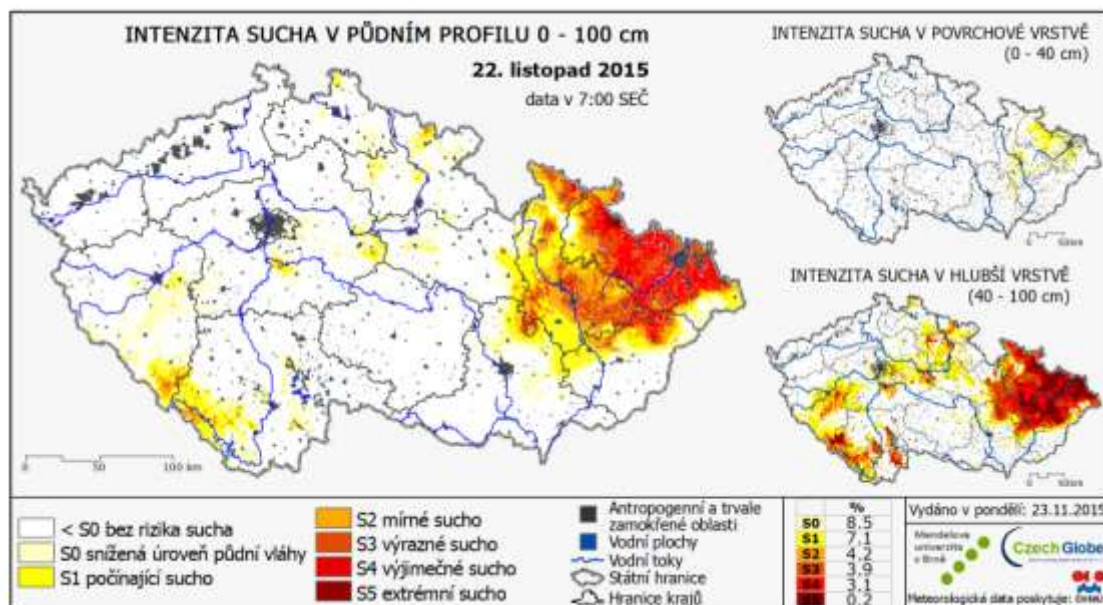 INTENZITA SUCHA V PŮDNÍM PROFILU 0 - 100 cm
22. listopad 2015
data v 7:00 SEČ
INTENZITA SUCHA V POVRCHOVÉ VRSTVĚ
(0 - 40 cm)
INTENZITA SUCHA V HLUBŠÍ VRSTVĚ
(40 - 100 cm)
0 50 100 km
< S0 bez rizika sucha
S0 snížená úroveň půdní vláhy
S1 počínající sucho
S2 mírné sucho
S3 výrazné sucho
S4 výjimečné sucho
S5 extrémní sucho
Antropogenní a trvale
zamokřené oblasti
Vodní plochy
Vodní toky
Státní hranice
Hranice krajů
%
S0 8.5
S1 7.1
S2 4.2
S3 3.9
S4 3.1
0.2
Vydáno v pondělí: 23.11.2015
Mendelova
univerzita
v Brně
CzechGlobe
Meteorologická data poskytuje: